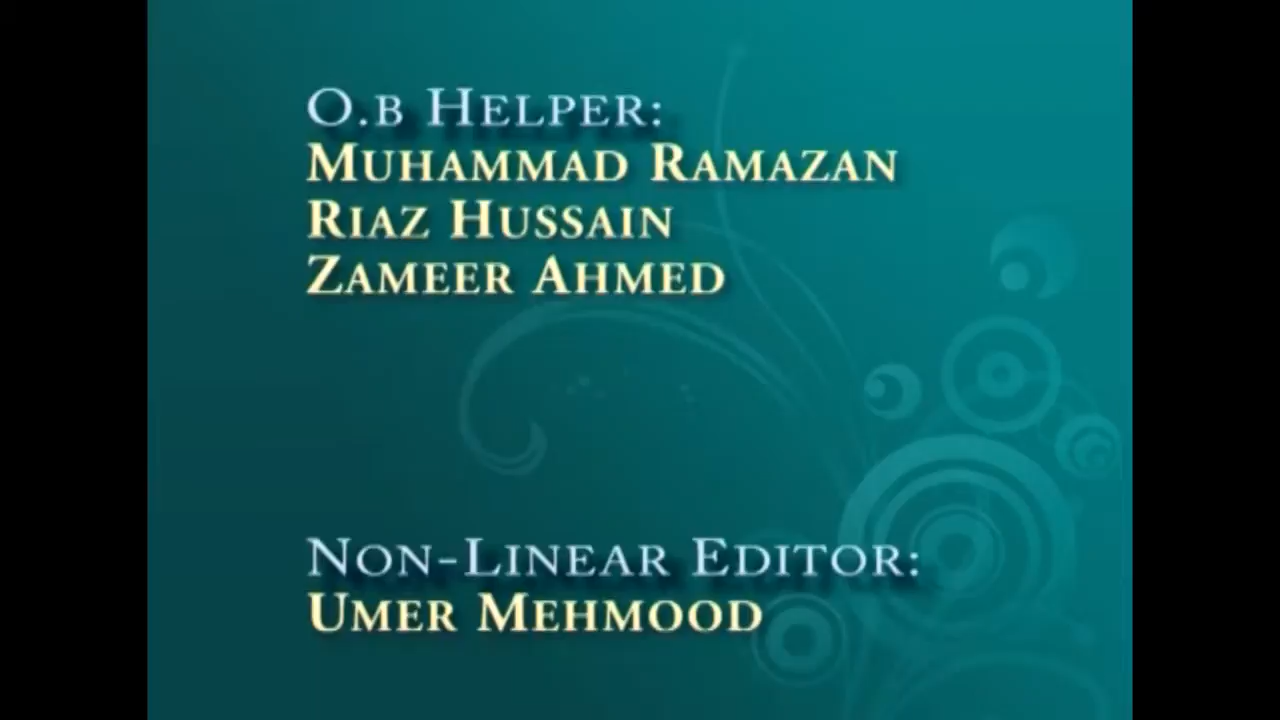 O.B HELPER:
MUHAMMAD RAMAZAN
RIAZ HUSSAIN
ZAMEER AHMED
NON-LINEAR EDITOR:
UMER MEHMOOD